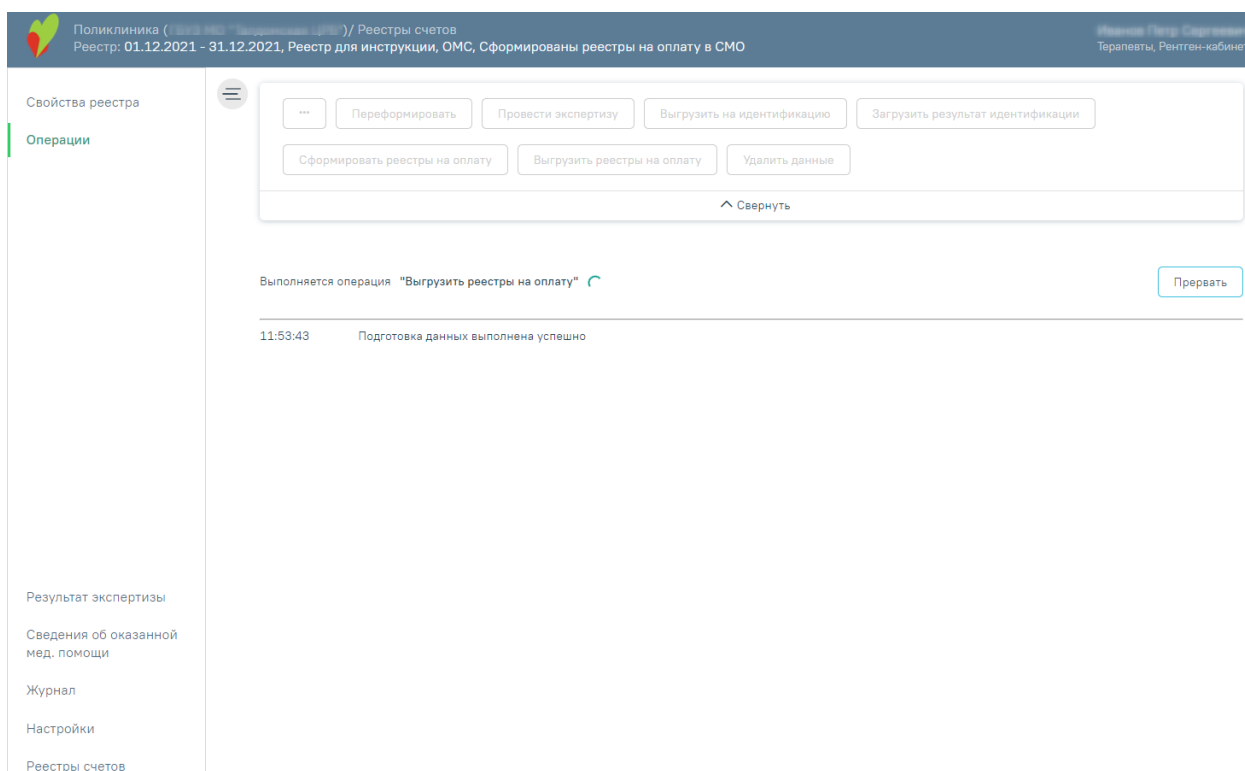 Поликлиника ( )/ Реестры счетов
Реестр: 01.12.2021 - 31.12.2021, Реестр для инструкции, ОМС, Сформированы реестры на оплату в СМО
Терапевты, Рентген-кабинет
Свойства реестра
Операции
··· Переформировать Провести экспертизу Выгрузить на идентификацию Загрузить результат идентификации
Сформировать реестры на оплату Выгрузить реестры на оплату Удалить данные
Свернуть
Выполняется операция "Выгрузить реестры на оплату" Прервать
11:53:43 Подготовка данных выполнена успешно
Результат экспертизы
Сведения об оказанной
мед. помощи
Журнал
Настройки
Реестры счетов